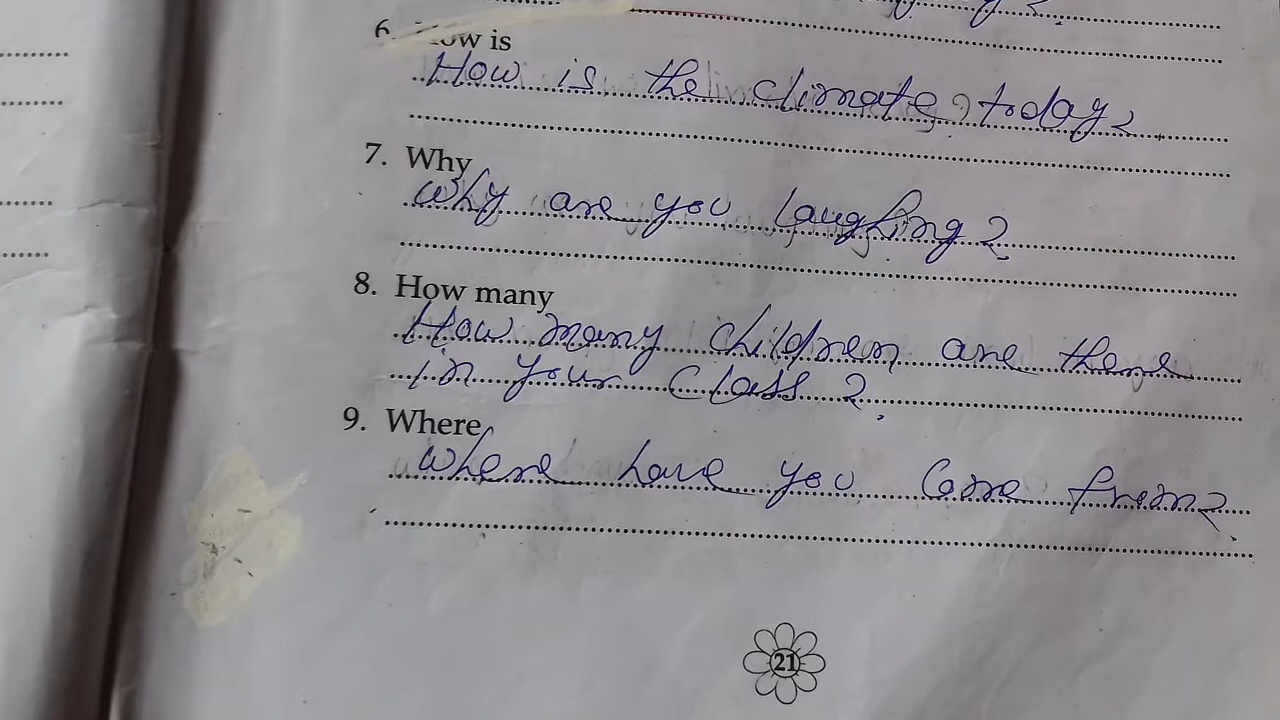 6. How is
How is the climate today?
7. Why
Why are you laughing?
8. How many
How many children are there
in your class?
9. Where
Where have you come from?
21